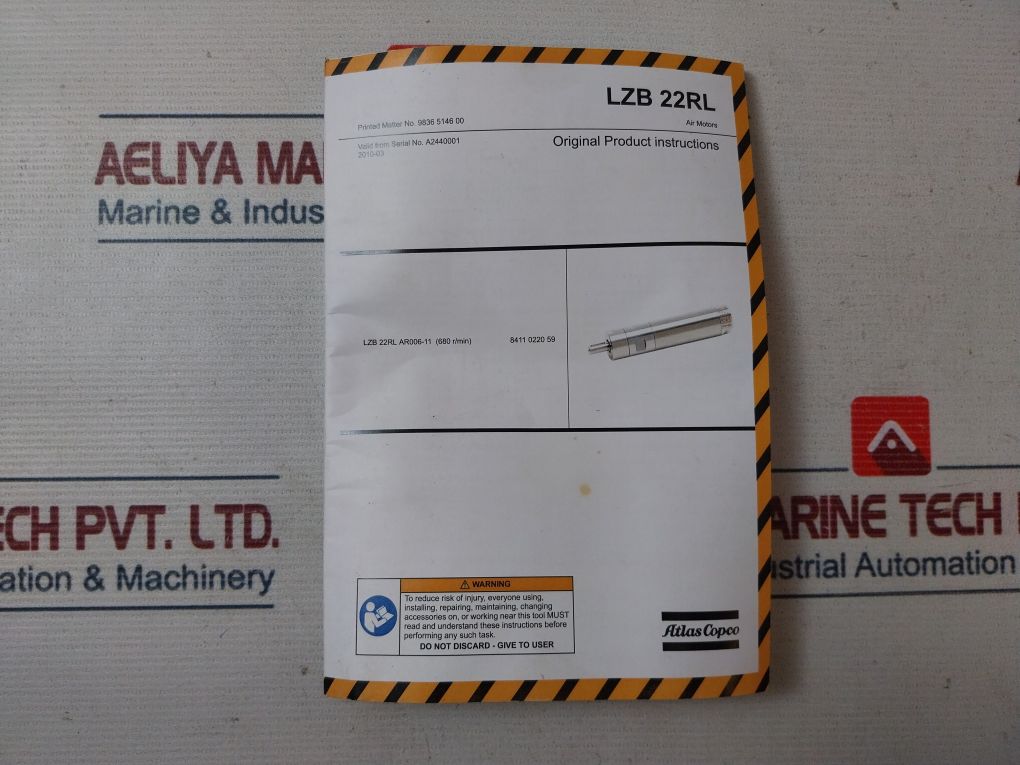 AELIYA MA
Marine & Indus
LZB 22RL
Printed Matter No. 9836 5146 00
Air Motors
Valid from Serial No. A2440001
2010-03
Original Product instructions
LZB 22RL AR006-11 (680 r/min)
8411 0220 59
ECH PVT. LTD.
ation & Machinery
ARINE TECH
ustrial Automation
WARNING
To reduce risk of injury, everyone using,
installing, repairing, maintaining, changing
accessories on, or working near this tool MUST
read and understand these instructions before
performing any such task.
DO NOT DISCARD - GIVE TO USER
Atlas Copco